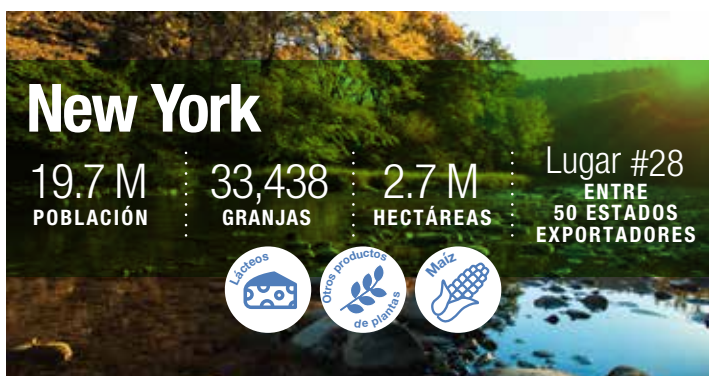 New York
19.7 M
POBLACIÓN
33,438
GRANJAS
2.7 M
HECTÁREAS
Lugar #28
ENTRE
50 ESTADOS
EXPORTADORES
Lácteos
Otros productos
de plantas
Maíz